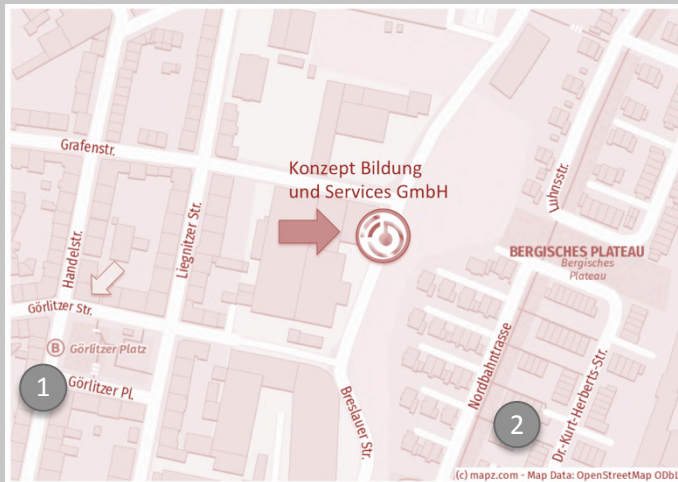 Grafenstr.
Konzept Bildung
und Services GmbH
Luhnsstr.
Handelstr.
Liegnitzer Str.
BERGISCHES PLATEAU
Bergisches
Plateau
Görlitzer Str.
B Görlitzer Platz
Nordbahntrasse
1
Görlitzer Pl.
Breslauer Str.
Dr.-Kurt-Herberts-Str.
2
(c) mapz.com - Map Data: OpenStreetMap ODbL